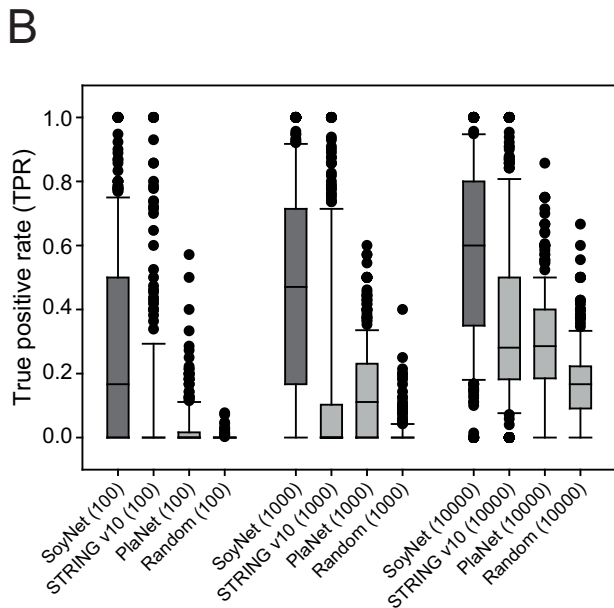 B
True positive rate (TPR)
1.0
0.8
0.6
0.4
0.2
0.0
SoyNet (100)
STRING v10 (100)
PlaNet (100)
Random (100)
SoyNet (1000)
STRING v10 (1000)
PlaNet (1000)
Random (1000)
SoyNet (10000)
STRING v10 (10000)
PlaNet (10000)
Random (10000)